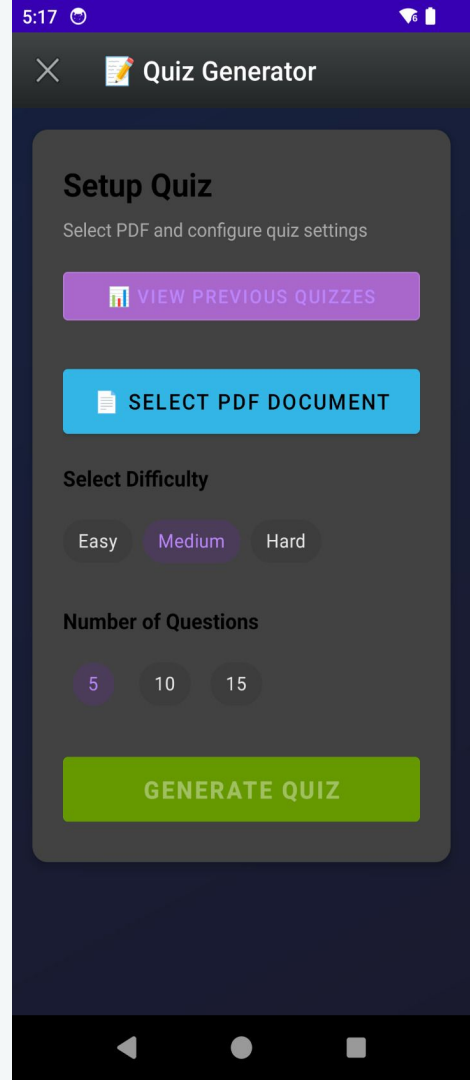 5:17
6
📝 Quiz Generator
Setup Quiz
Select PDF and configure quiz settings
📊 VIEW PREVIOUS QUIZZES
📄 SELECT PDF DOCUMENT
Select Difficulty
Easy Medium Hard
Number of Questions
5 10 15
GENERATE QUIZ